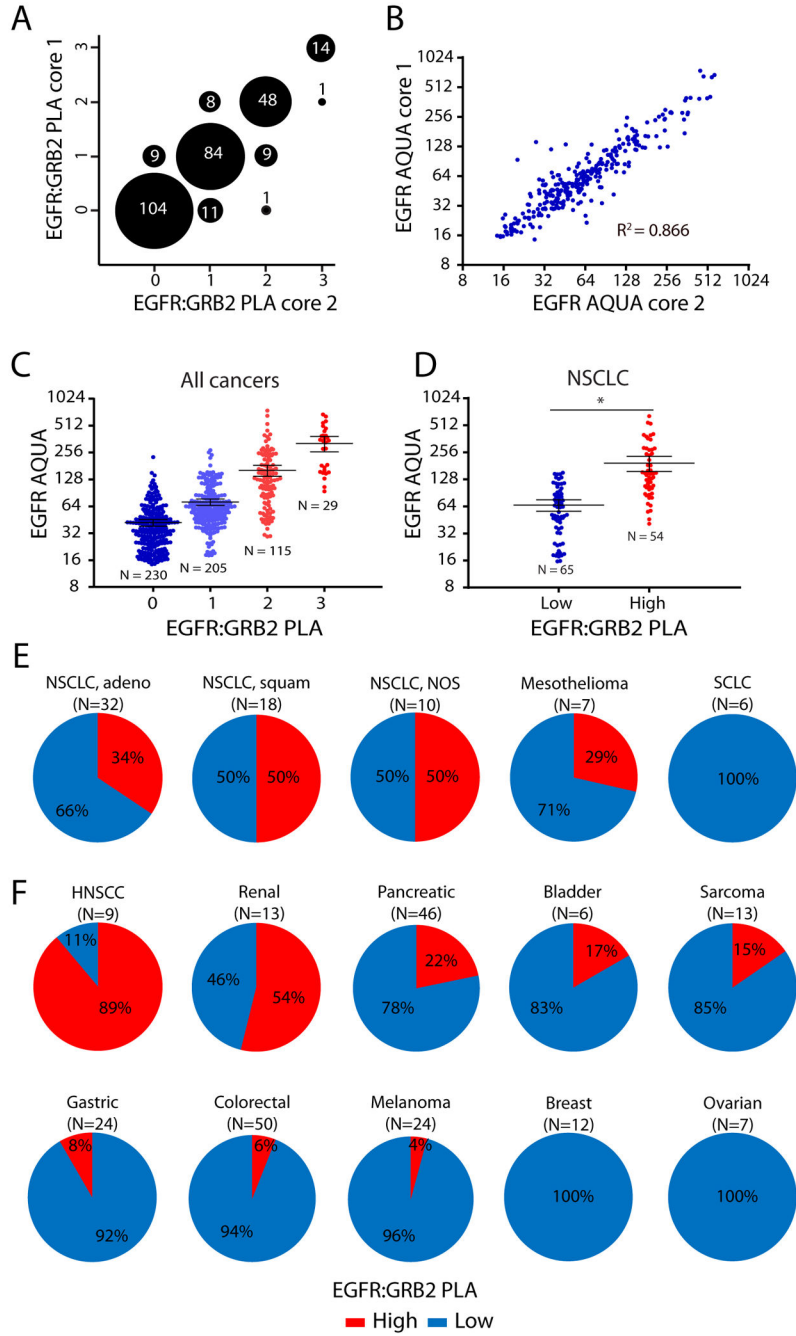 A
EGFR:GRB2 PLA core 1
3
2
1
0
14
8
48
1
9
84
9
104
11
1
0 1 2 3
EGFR:GRB2 PLA core 2
B
EGFR AQUA core 1
1024
512
256
128
64
32
16
8
R² = 0.866
8 16 32 64 128 256 512 1024
EGFR AQUA core 2
C
All cancers
EGFR AQUA
1024
512
256
128
64
32
16
8
N = 230
N = 205
N = 115
N = 29
0 1 2 3
EGFR:GRB2 PLA
D
NSCLC
EGFR AQUA
1024
512
256
128
64
32
16
8
*
N = 65
N = 54
Low High
EGFR:GRB2 PLA
E
NSCLC, adeno
(N=32)
34%
66%
NSCLC, squam
(N=18)
50% 50%
NSCLC, NOS
(N=10)
50% 50%
Mesothelioma
(N=7)
29%
71%
SCLC
(N=6)
100%
F
HNSCC
(N=9)
11%
89%
Renal
(N=13)
46%
54%
Pancreatic
(N=46)
22%
78%
Bladder
(N=6)
17%
83%
Sarcoma
(N=13)
15%
85%
Gastric
(N=24)
8%
92%
Colorectal
(N=50)
6%
94%
Melanoma
(N=24)
4%
96%
Breast
(N=12)
100%
Ovarian
(N=7)
100%
EGFR:GRB2 PLA
High Low